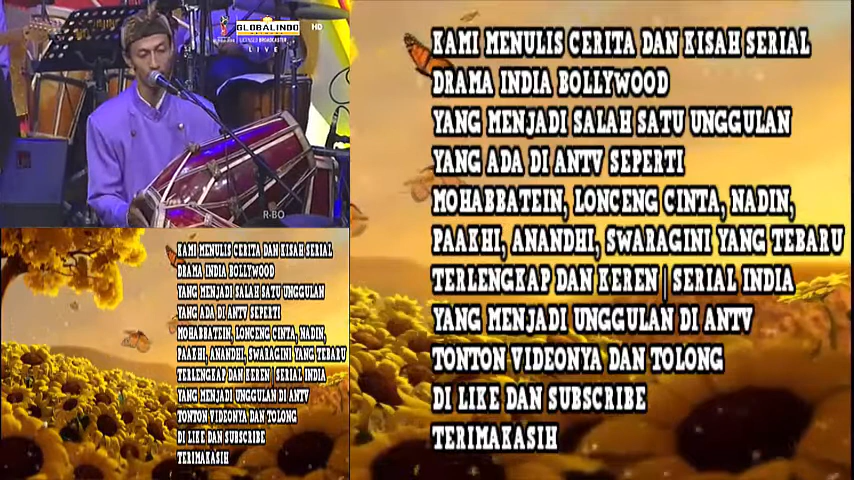 GLOBALINDO
HD
LICENSED BROADCASTER
LIVE
R-BO
KAMI MENULIS CERITA DAN KISAH SERIAL
DRAMA INDIA BOLLYWOOD
YANG MENJADI SALAH SATU UNGGULAN
YANG ADA DI ANTV SEPERTI
MOHABBATEIN, LONCENG CINTA, NADIN,
PAAKHI, ANANDHI, SWARAGINI YANG TEBARU
TERLENGKAP DAN KEREN | SERIAL INDIA
YANG MENJADI UNGGULAN DI ANTV
TONTON VIDEONYA DAN TOLONG
DI LIKE DAN SUBSCRIBE
TERIMAKASIH
KAMI MENULIS CERITA DAN KISAH SERIAL
DRAMA INDIA BOLLYWOOD
YANG MENJADI SALAH SATU UNGGULAN
YANG ADA DI ANTV SEPERTI
MOHABBATEIN, LONCENG CINTA, NADIN,
PAAKHI, ANANDHI, SWARAGINI YANG TEBARU
TERLENGKAP DAN KEREN | SERIAL INDIA
YANG MENJADI UNGGULAN DI ANTV
TONTON VIDEONYA DAN TOLONG
DI LIKE DAN SUBSCRIBE
TERIMAKASIH